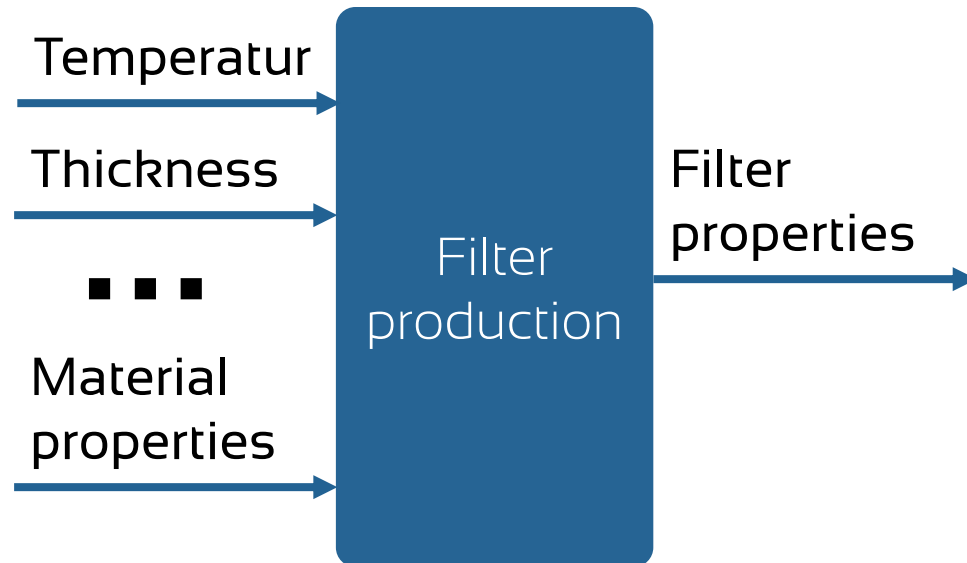 Temperatur
Thickness
...
Material
properties
Filter
production
Filter
properties